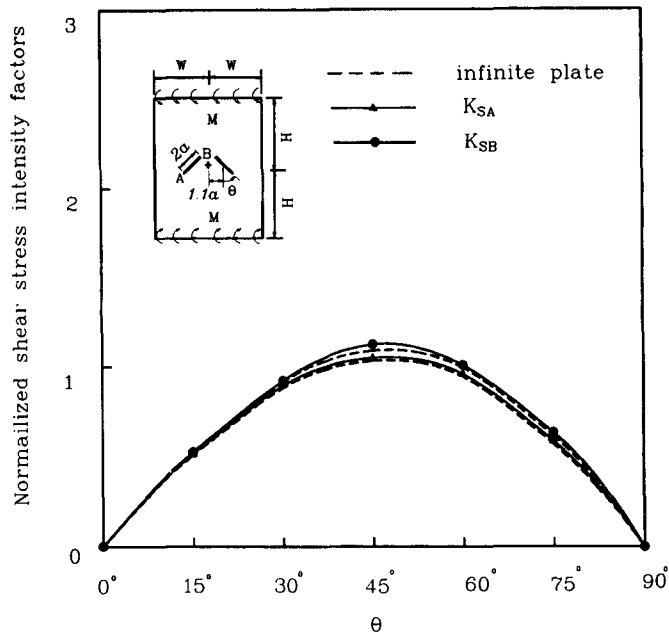 3
2
1
0
Normailized shear stress intensity factors
W W
M
H
2a
B
A
θ
1.1a
H
M
infinite plate
K_SA
K_SB
0° 15° 30° 45° 60° 75° 90°
θ